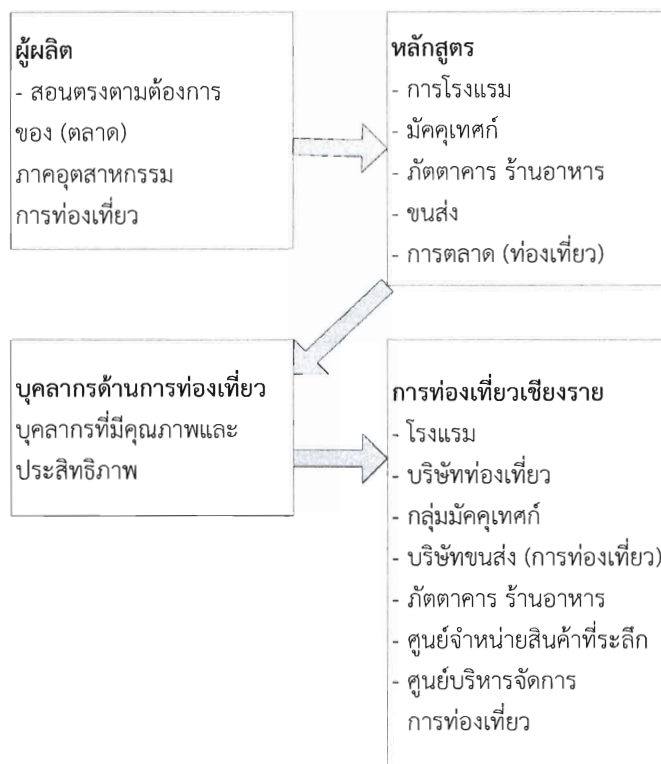 ผู้ผลิต
- สอนตรงตามต้องการ
ของ (ตลาด)
ภาคอุตสาหกรรม
การท่องเที่ยว
หลักสูตร
- การโรงแรม
- มัคคุเทศก์
- ภัตตาคาร ร้านอาหาร
- ขนส่ง
- การตลาด (ท่องเที่ยว)
บุคลากรด้านการท่องเที่ยว
บุคลากรที่มีคุณภาพและ
ประสิทธิภาพ
การท่องเที่ยวเชียงราย
- โรงแรม
- บริษัทท่องเที่ยว
- กลุ่มมัคคุเทศก์
- บริษัทขนส่ง (การท่องเที่ยว)
- ภัตตาคาร ร้านอาหาร
- ศูนย์จำหน่ายสินค้าที่ระลึก
- ศูนย์บริหารจัดการ
การท่องเที่ยว